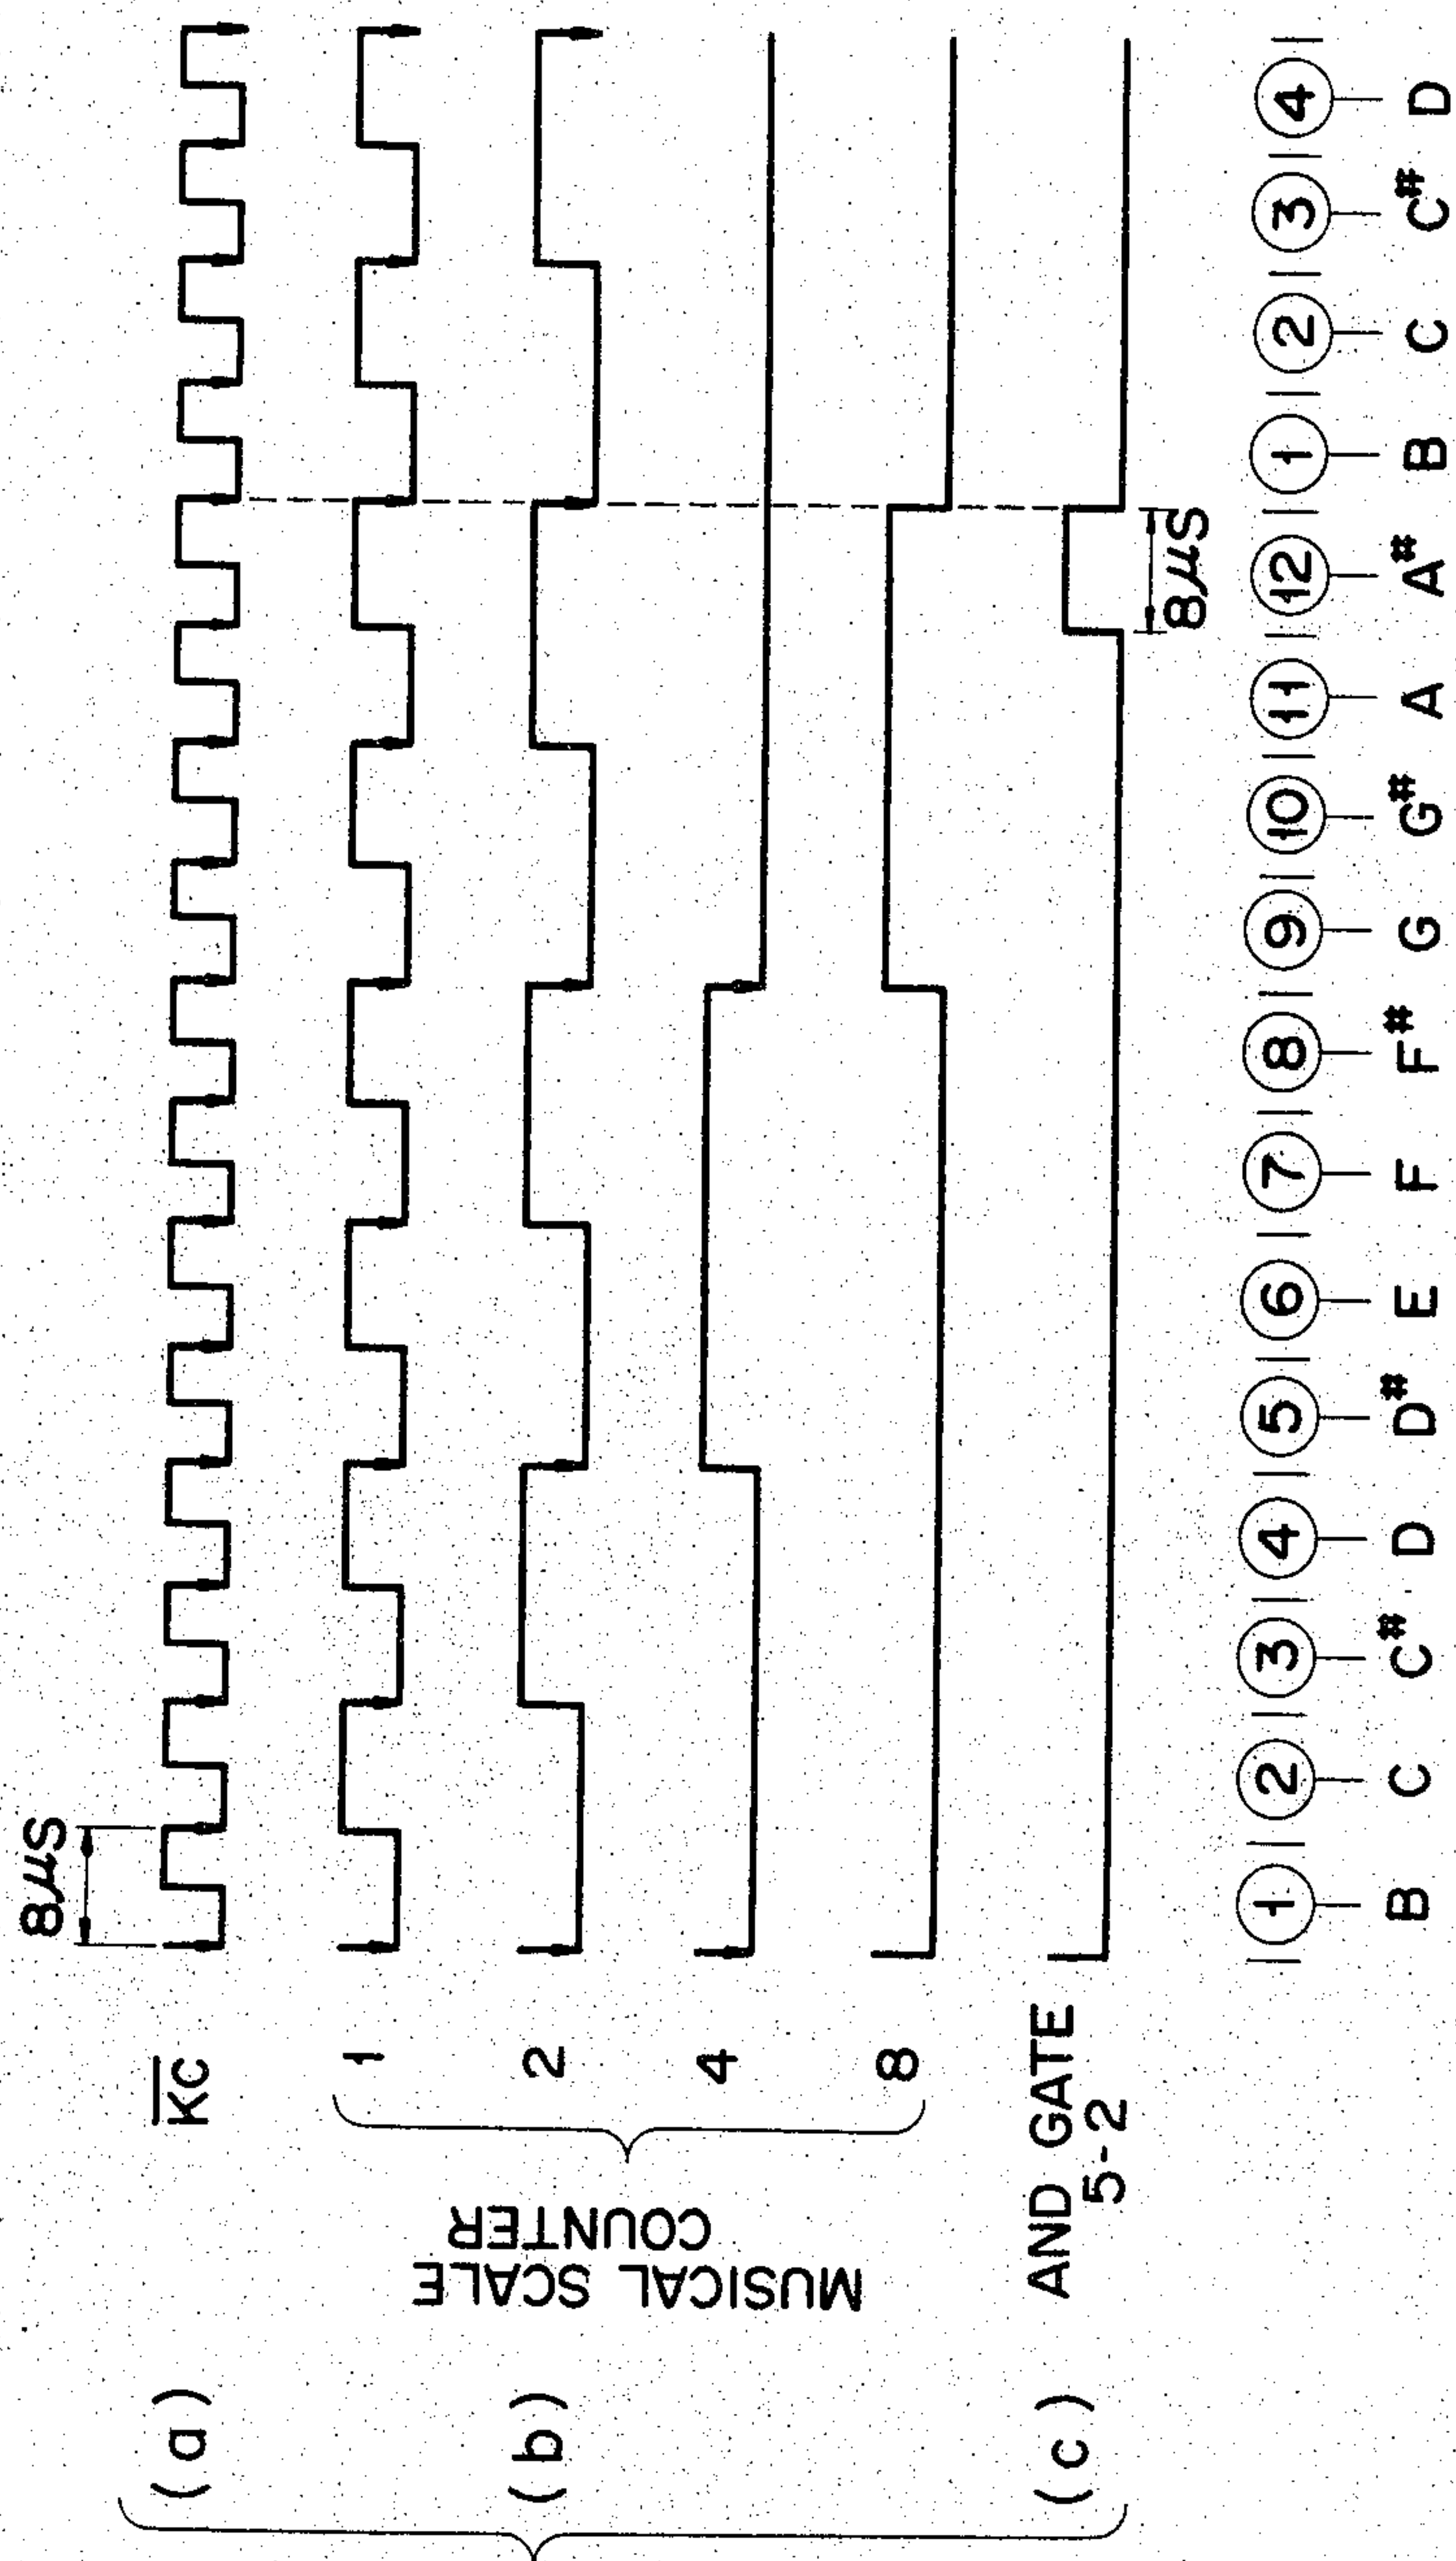 8μS
(a)
K̅C̅
(b)
MUSICAL SCALE
COUNTER
1
2
4
8
(c)
AND GATE
5-2
8μS
1 2 3 4 5 6 7 8 9 10 11 12 1 2 3 4
B C C# D D# E F F# G G# A A# B C C# D